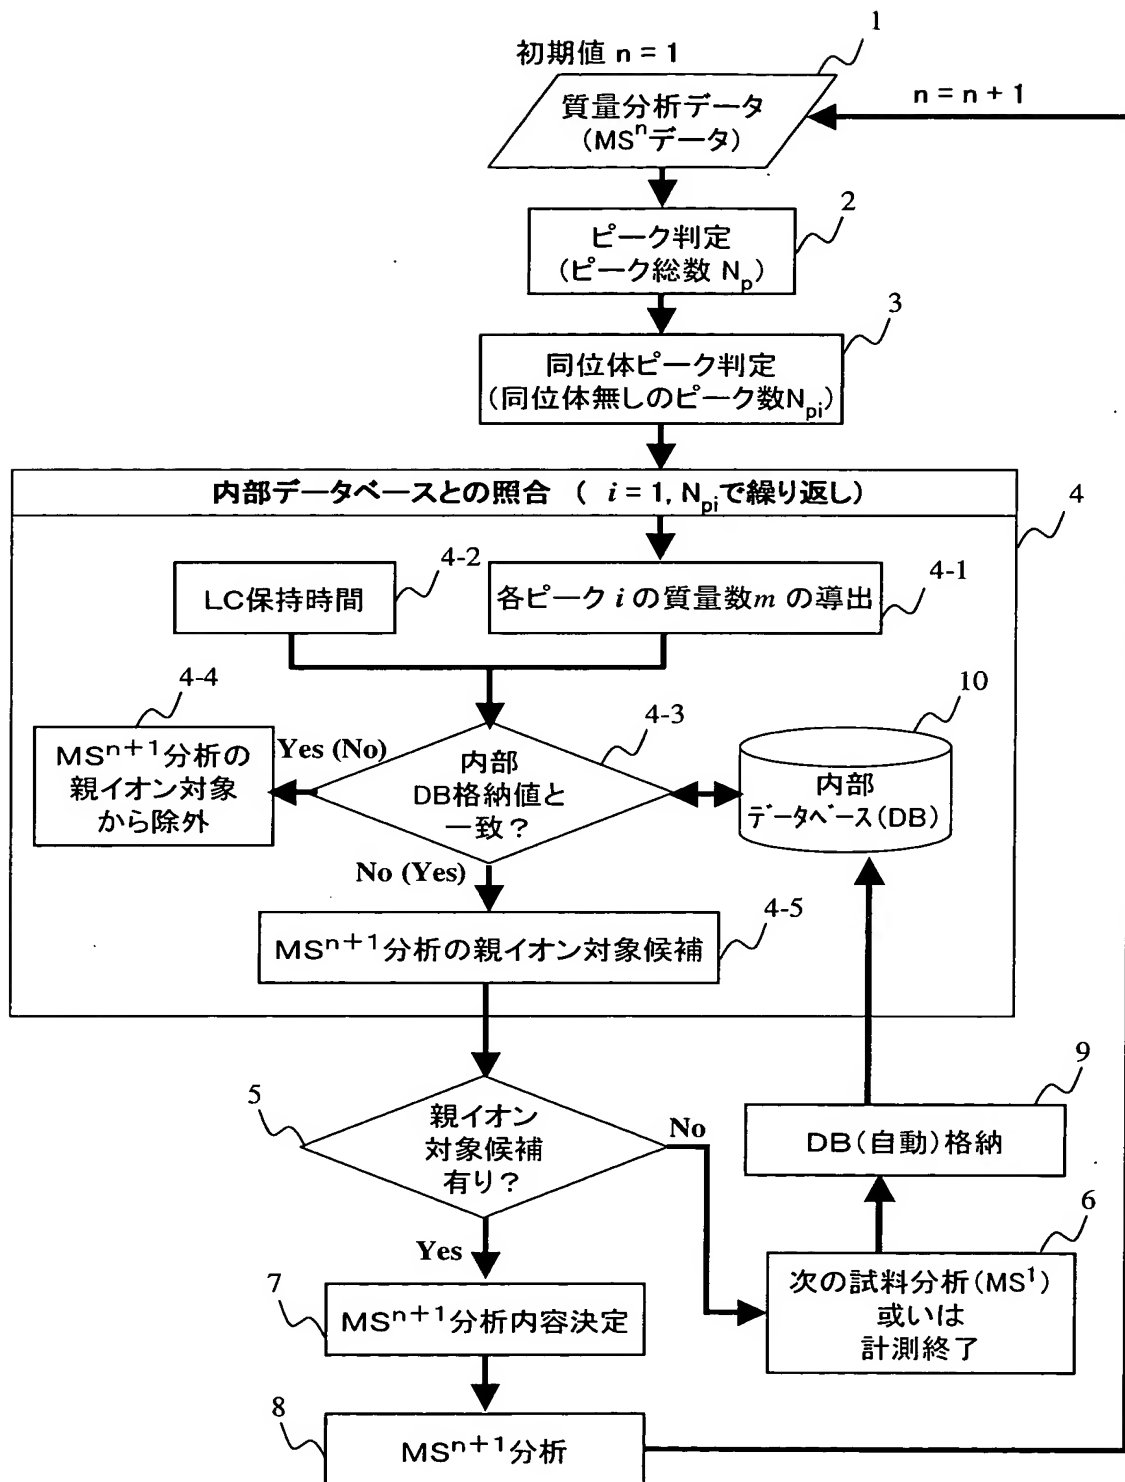 1
初期値 n = 1
n = n + 1
質量分析データ
(MSⁿデータ)
2
ピーク判定
(ピーク総数 Np)
3
同位体ピーク判定
(同位体無しのピーク数Npi)
内部データベースとの照合 ( i = 1, Npiで繰り返し)
4
4-2
LC保持時間
4-1
各ピーク i の質量数m の導出
4-4
MSⁿ⁺¹分析の
親イオン対象
から除外
Yes (No)
4-3
内部
DB格納値と
一致?
10
内部
データベース(DB)
No (Yes)
4-5
MSⁿ⁺¹分析の親イオン対象候補
5
親イオン
対象候補
有り?
No
9
DB(自動)格納
Yes
6
次の試料分析(MS¹)
或いは
計測終了
7
MSⁿ⁺¹分析内容決定
8
MSⁿ⁺¹分析